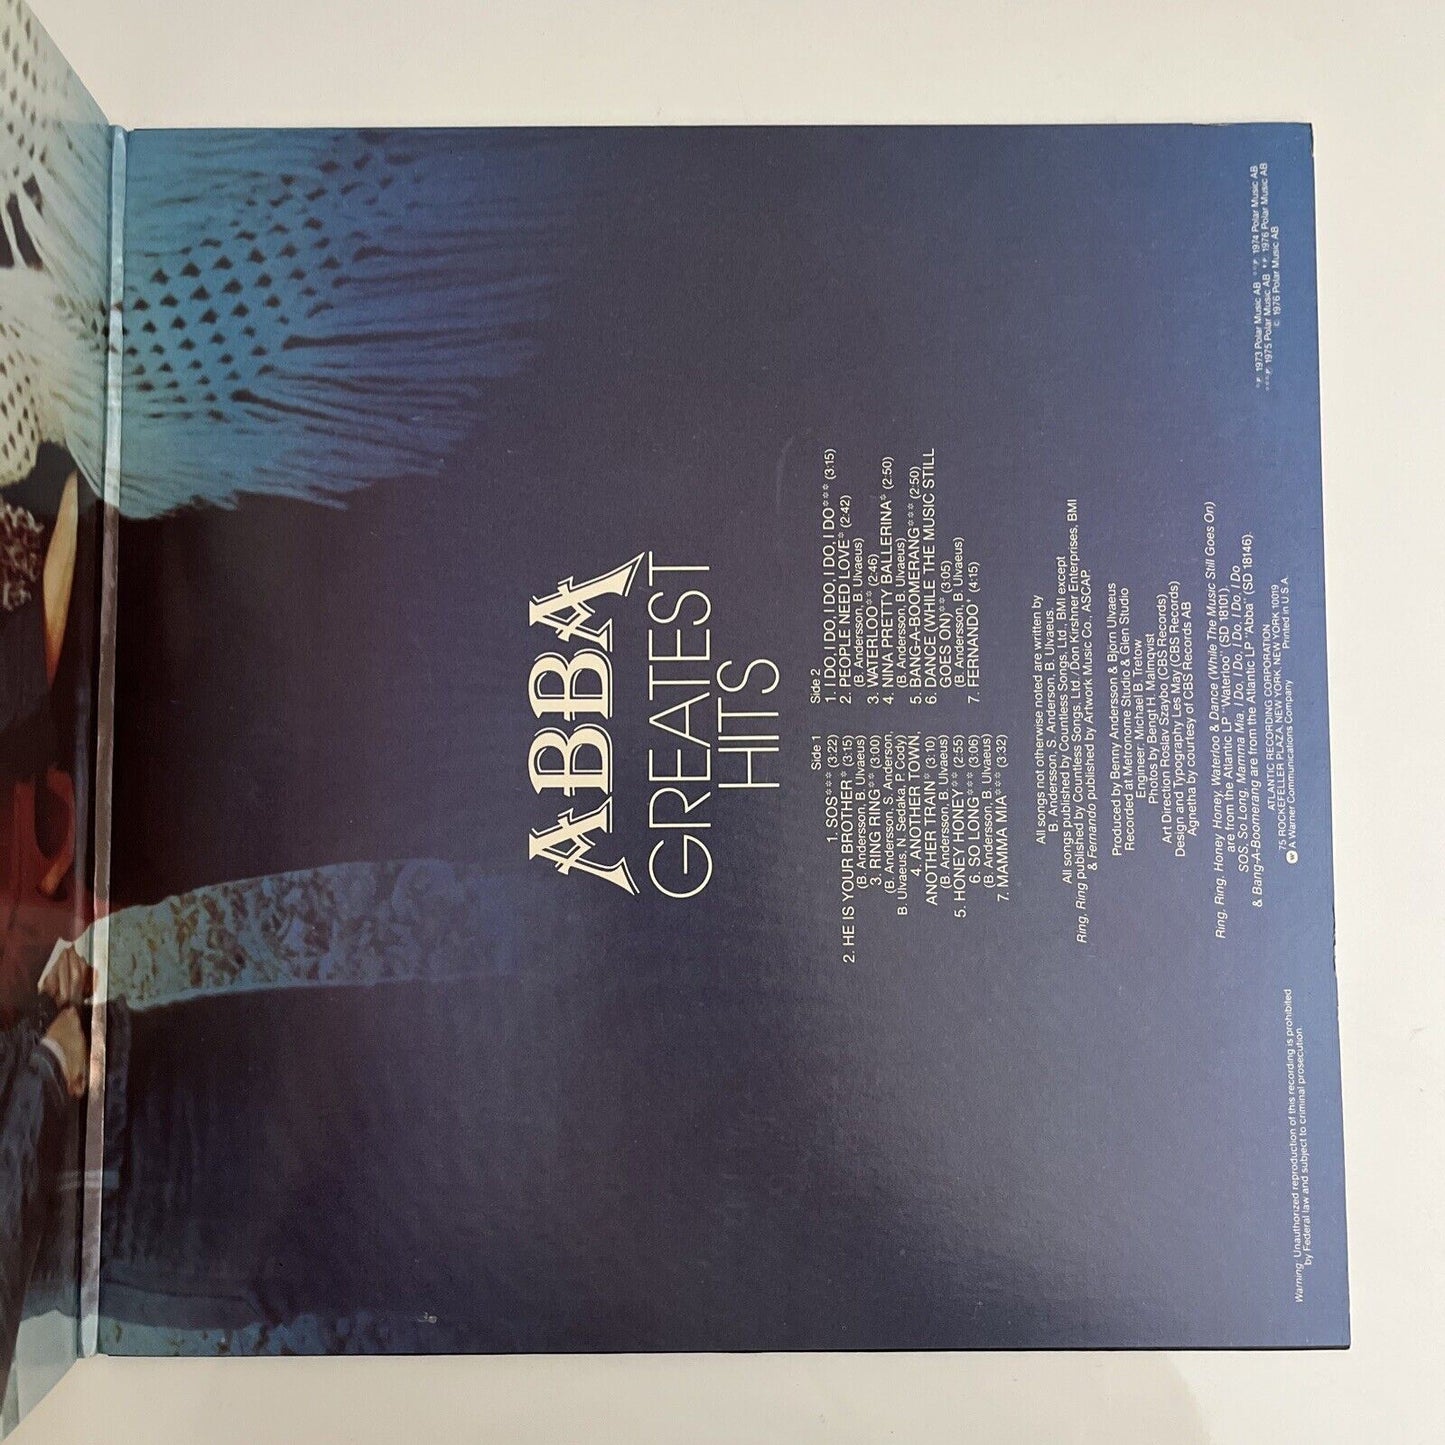 ABBA
GREATEST
HITS
Side 1
1. SOS*** (3:22)
2. HE IS YOUR BROTHER* (3:15)
(B. Andersson, B. Ulvaeus)
3. RING RING** (3:00)
(B. Andersson, S. Anderson,
B. Ulvaeus, N. Sedaka, P. Cody)
4. ANOTHER TOWN,
ANOTHER TRAIN* (3:10)
(B. Andersson, B. Ulvaeus)
5. HONEY HONEY** (2:55)
6. SO LONG*** (3:06)
(B. Andersson, B. Ulvaeus)
7. MAMMA MIA*** (3:32)
Side 2
1. I DO, I DO, I DO, I DO, I DO*** (3:15)
2. PEOPLE NEED LOVE* (2:42)
(B. Andersson, B. Ulvaeus)
3. WATERLOO** (2:46)
4. NINA PRETTY BALLERINA* (2:50)
(B. Andersson, B. Ulvaeus)
5. BANG-A-BOOMERANG*** (2:50)
6. DANCE (WHILE THE MUSIC STILL
GOES ON)** (3:05)
(B. Andersson, B. Ulvaeus)
7. FERNANDO† (4:15)
All songs not otherwise noted are written by
B. Andersson, S. Anderson, B. Ulvaeus.
All songs published by Countless Songs, Ltd., BMI except
Ring, Ring published by Countless Songs, Ltd./Don Kirshner Enterprises, BMI
& Fernando published by Artwork Music Co., ASCAP.
Produced by Benny Andersson & Bjorn Ulvaeus
Recorded at Metronome Studio & Glen Studio
Engineer: Michael B. Tretow
Photos by Bengt H. Malmqvist
Art Direction Roslav Szaybo (CBS Records)
Design and Typography Les May (CBS Records)
Agnetha by courtesy of CBS Records AB
Ring, Ring, Honey, Honey, Waterloo & Dance (While The Music Still Goes On)
are from the Atlantic LP "Waterloo" (SD 18101).
SOS, So Long, Mamma Mia, I Do, I Do, I Do, I Do, I Do
& Bang-A-Boomerang are from the Atlantic LP "Abba" (SD 18146).
ATLANTIC RECORDING CORPORATION,
75 ROCKEFELLER PLAZA, NEW YORK, NEW YORK 10019
A Warner Communications Company Printed in U.S.A.
Warning: Unauthorized reproduction of this recording is prohibited
by Federal law and subject to criminal prosecution.
*℗ 1973 Polar Music AB **℗ 1974 Polar Music AB
***℗ 1975 Polar Music AB †℗ 1976 Polar Music AB
© 1976 Polar Music AB